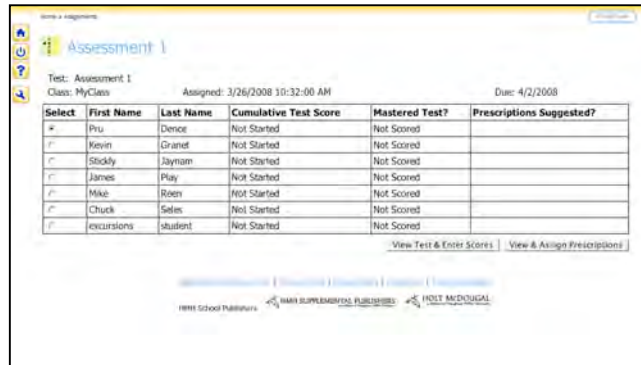 Home > Assignments
Assessment 1
Test: Assessment 1
Class: MyClass Assigned: 3/26/2008 10:32:00 AM Due: 4/2/2008
Select First Name Last Name Cumulative Test Score Mastered Test? Prescriptions Suggested?
Pru Dence Not Started Not Scored
Kevin Granet Not Started Not Scored
Stickly Jaynam Not Started Not Scored
James Play Not Started Not Scored
Mike Reen Not Started Not Scored
Chuck Seles Not Started Not Scored
excursions student Not Started Not Scored
View Test & Enter Scores View & Assign Prescriptions
HMH School Publishers HMH SUPPLEMENTAL PUBLISHERS HOLT MCDOUGAL